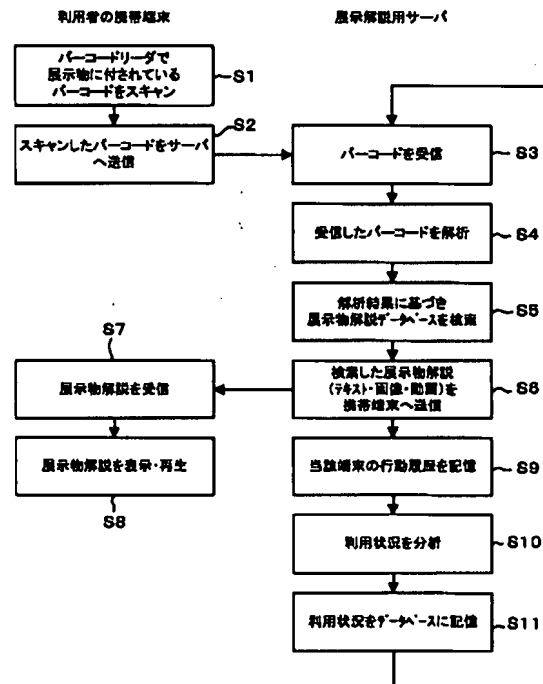 利用者の携帯端末
展示解説用サーバ
バーコードリーダで
展示物に付されている
バーコードをスキャン
S1
スキャンしたバーコードをサーバ
へ送信
S2
バーコードを受信
S3
受信したバーコードを解析
S4
解析結果に基づき
展示物解説データベースを検索
S5
検索した展示物解説
(テキスト・画像・動画)を
携帯端末へ送信
S6
S7
展示物解説を受信
展示物解説を表示・再生
S8
当該端末の行動履歴を記憶
S9
利用状況を分析
S10
利用状況をデータベースに記憶
S11